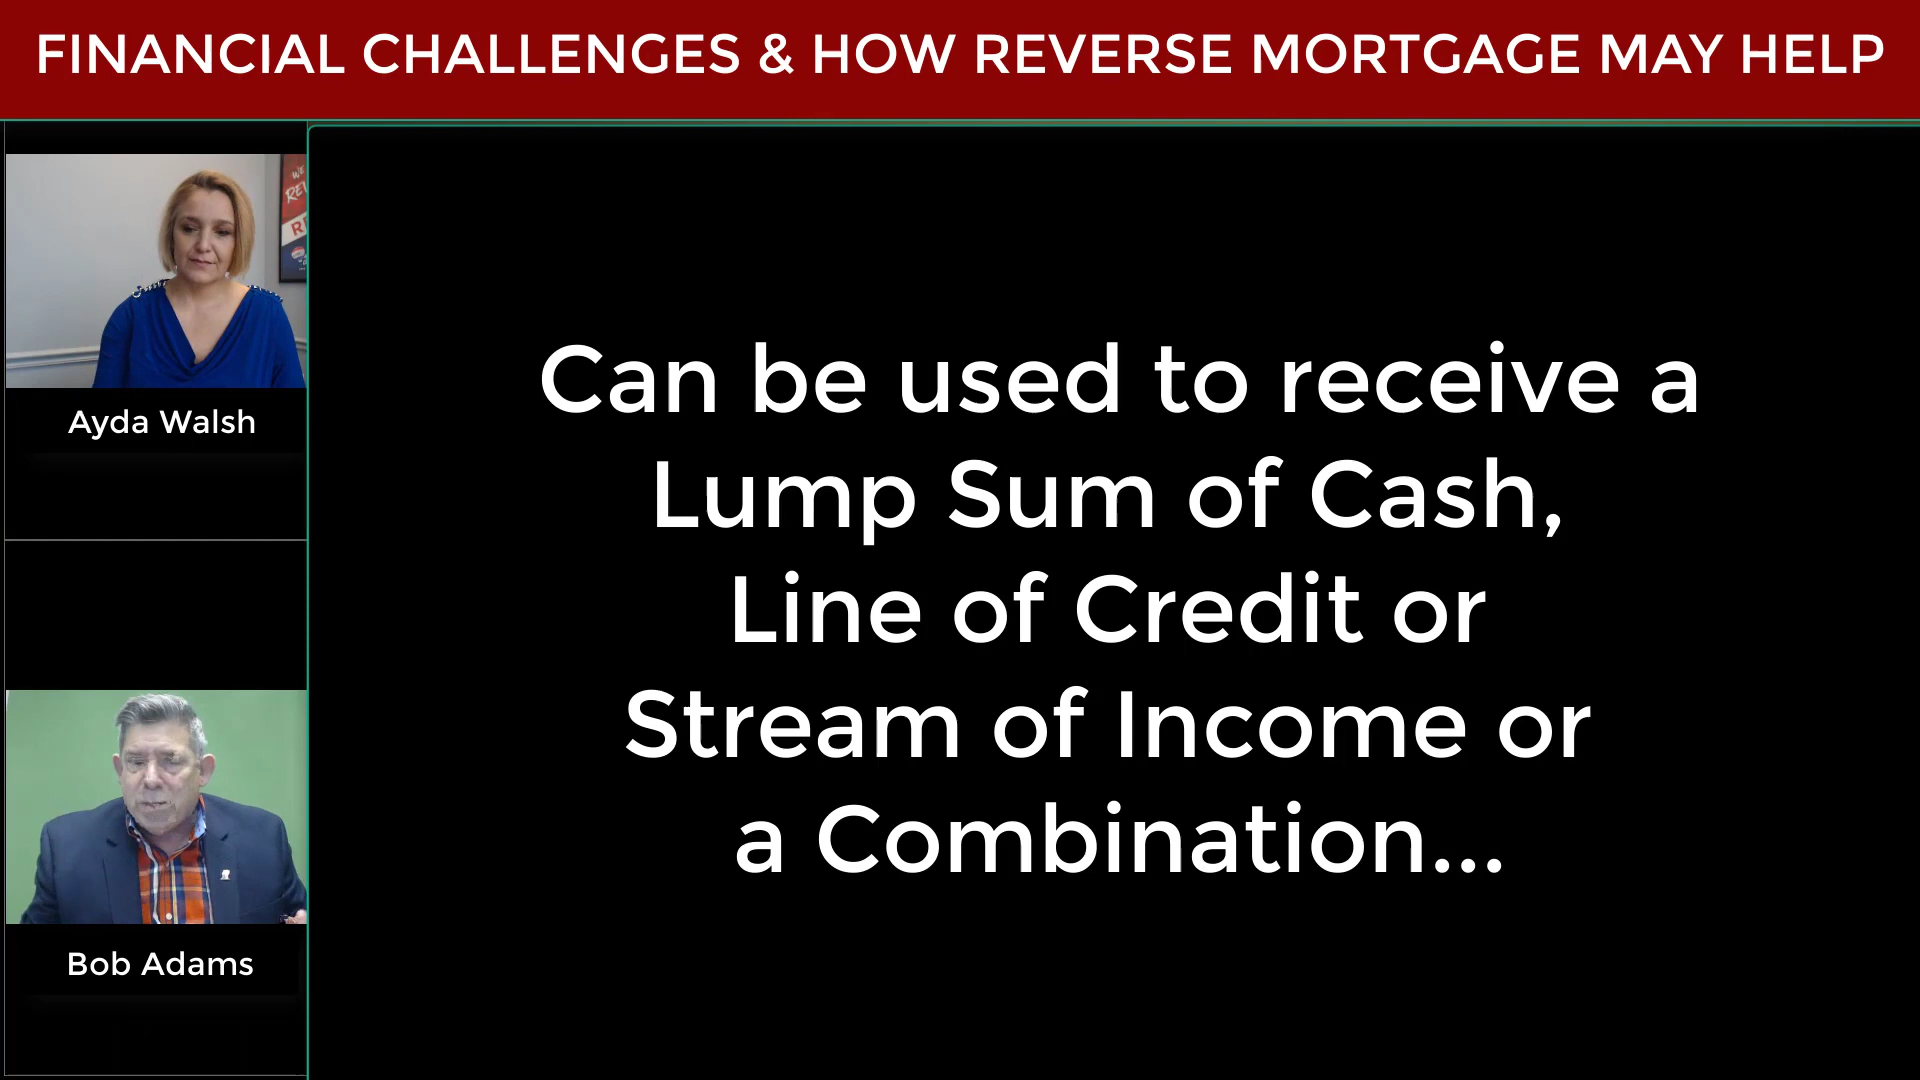 FINANCIAL CHALLENGES & HOW REVERSE MORTGAGE MAY HELP
WE
Ayda Walsh
Can be used to receive a
Lump Sum of Cash,
Line of Credit or
Stream of Income or
a Combination...
Bob Adams